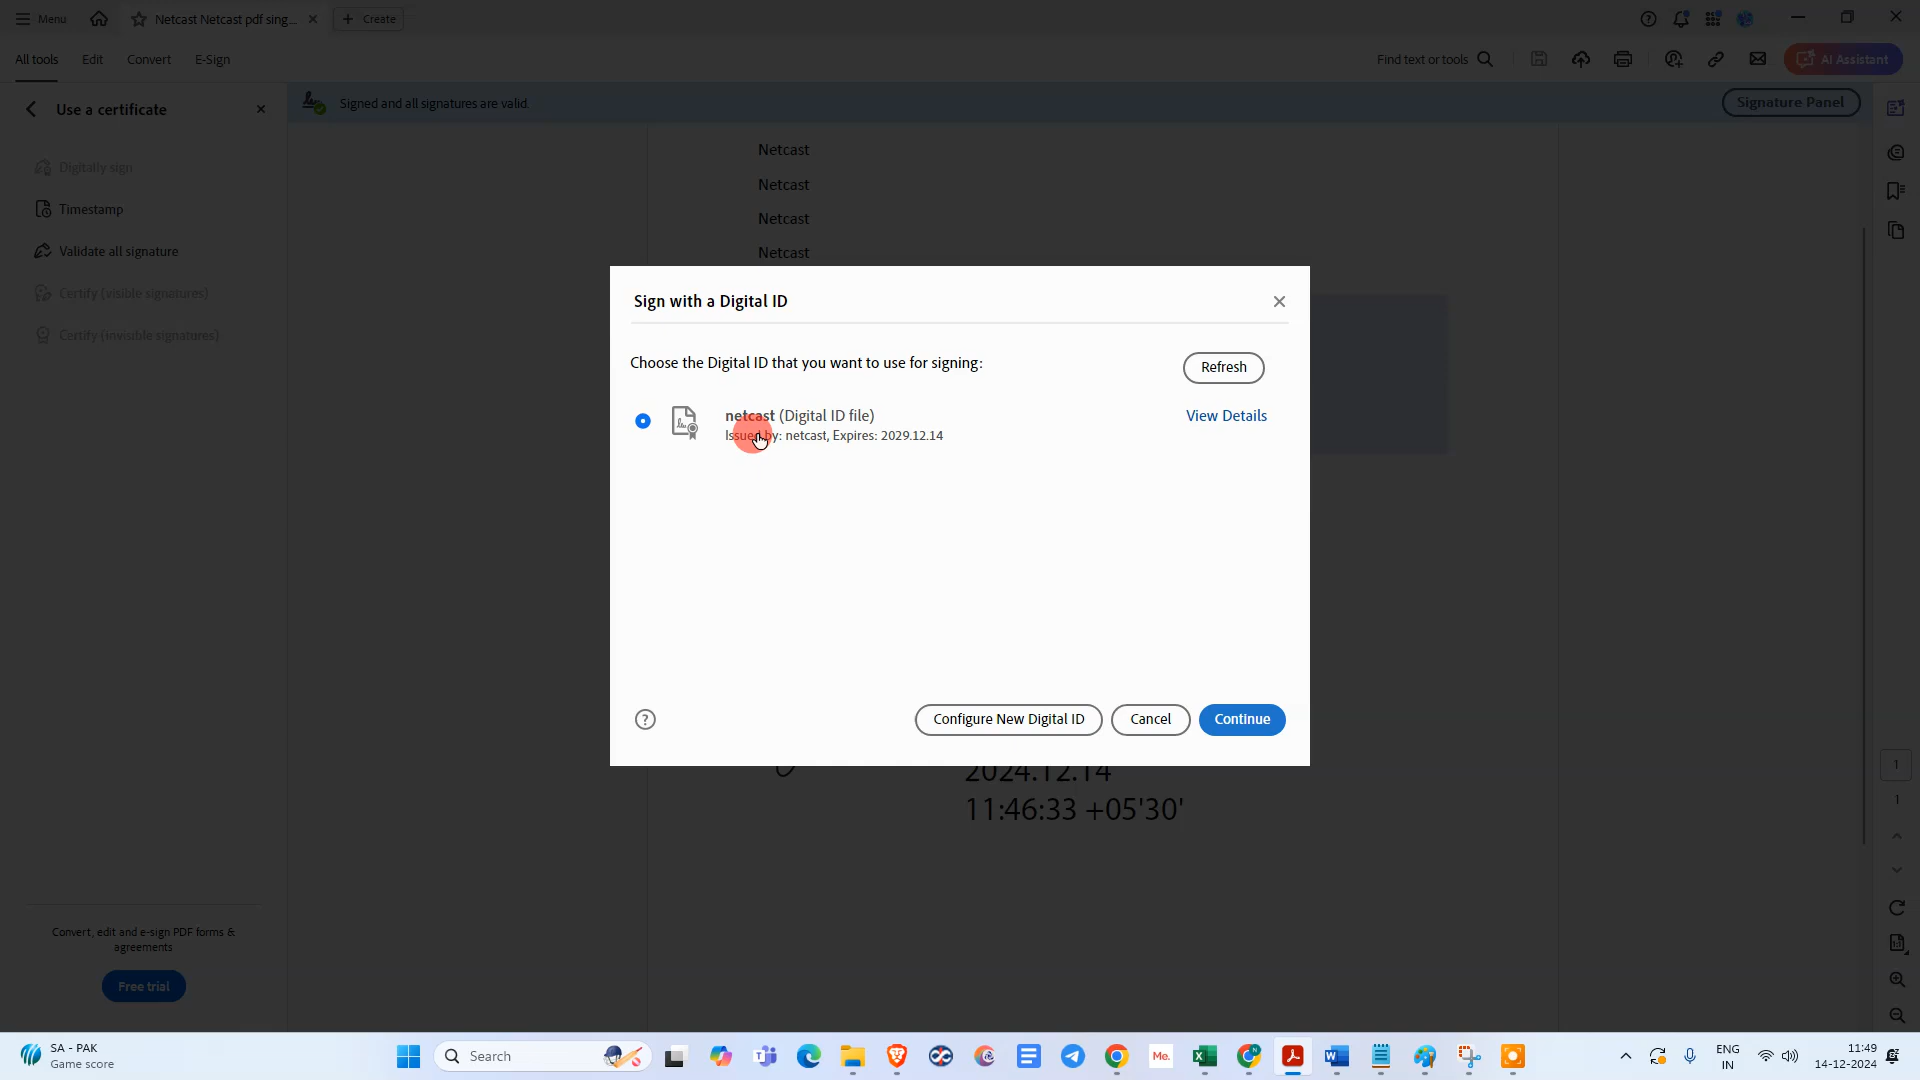 Menu
Netcast Netcast pdf sing...
Create
All tools
Edit
Convert
E-Sign
Find text or tools
AI Assistant
Use a certificate
Signed and all signatures are valid.
Signature Panel
Digitally sign
Timestamp
Validate all signature
Certify (visible signatures)
Certify (invisible signatures)
Netcast
Netcast
Netcast
Netcast
Sign with a Digital ID
Choose the Digital ID that you want to use for signing:
Refresh
netcast (Digital ID file)
View Details
Issued by: netcast, Expires: 2029.12.14
?
Configure New Digital ID
Cancel
Continue
2024.12.14
11:46:33 +05'30'
1
1
Convert, edit and e-sign PDF forms &
agreements
Free trial
SA - PAK
Game score
Search
Me.
ENG
IN
11:49
14-12-2024